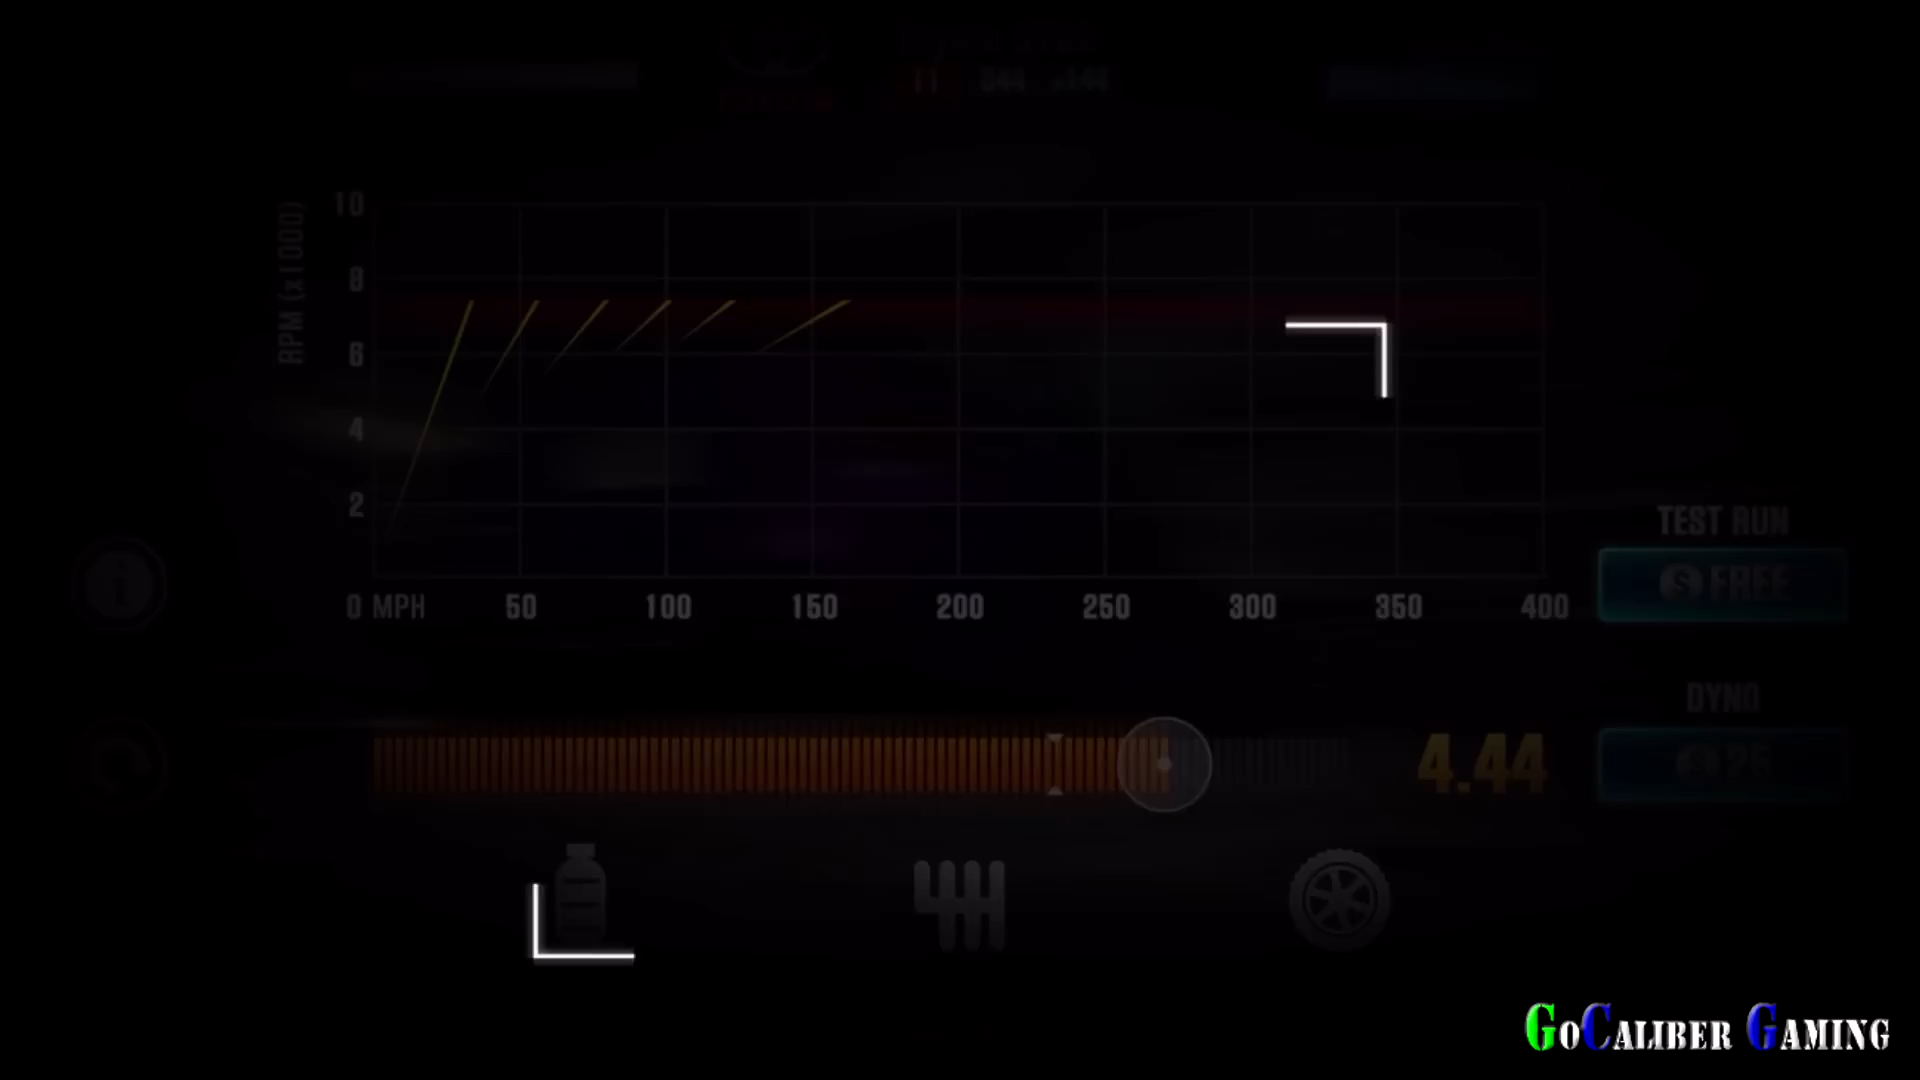 RPM (x1000)
10
8
6
4
2
0 MPH 50 100 150 200 250 300 350 400
TEST RUN
FREE
DYNO
25
4.44
GoCaliber Gaming